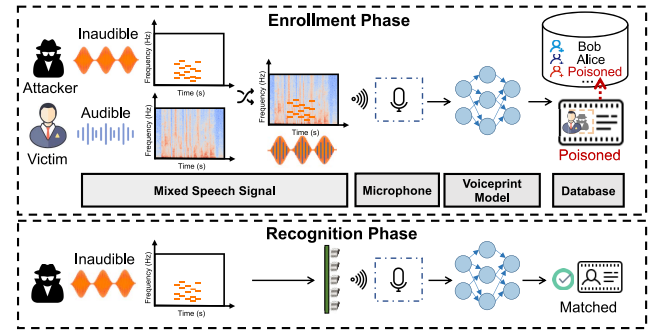 Enrollment Phase
Inaudible
Attacker
Frequency (Hz)
Time (s)
Audible
Victim
Frequency (Hz)
Time (s)
Frequency (Hz)
Time (s)
Bob
Alice
Poisoned
...
Poisoned
Mixed Speech Signal
Microphone
Voiceprint
Model
Database
Recognition Phase
Inaudible
Frequency (Hz)
Time (s)
Matched